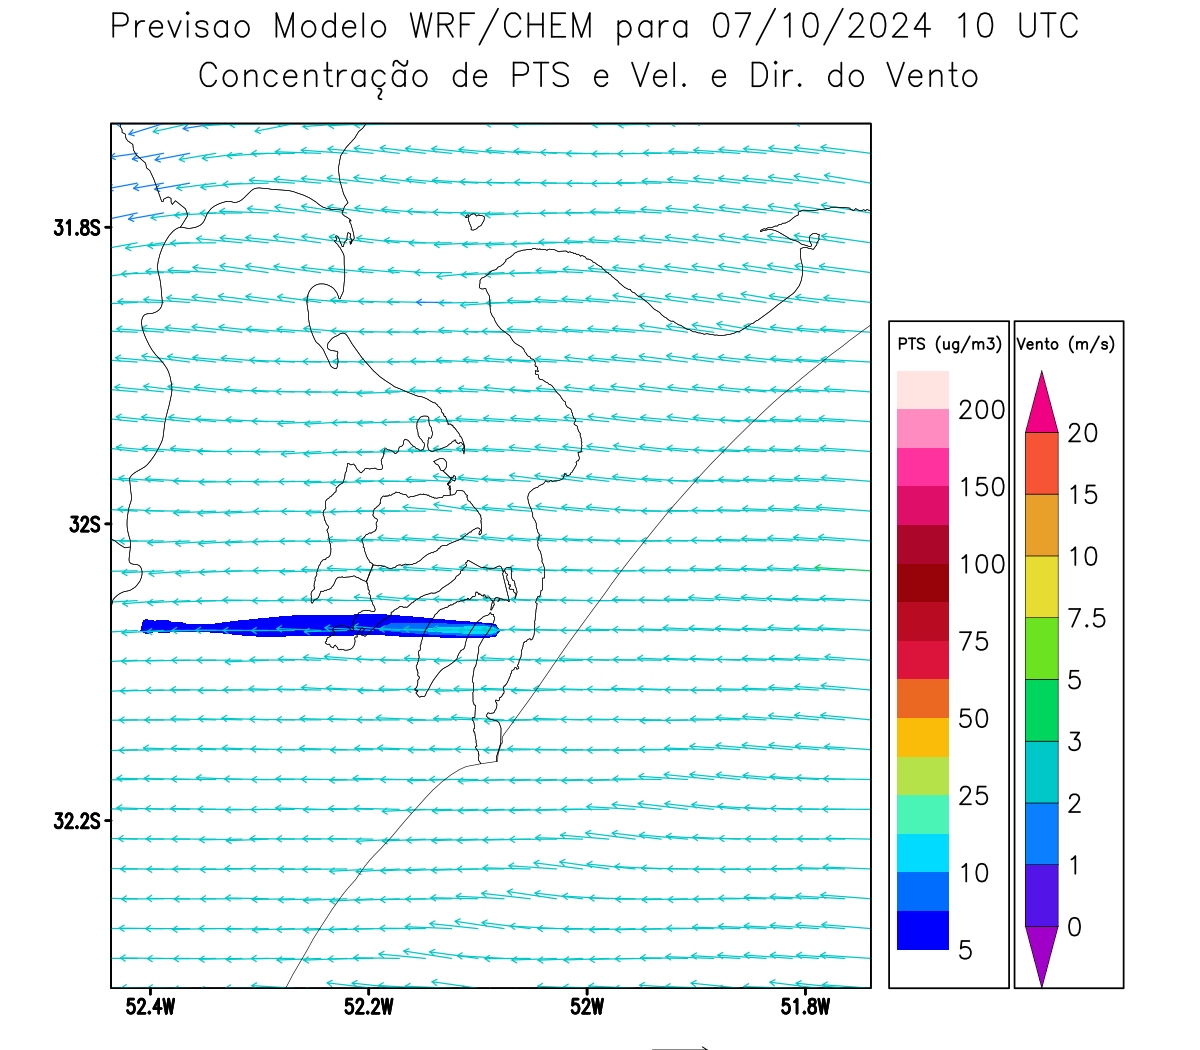 Previsao Modelo WRF/CHEM para 07/10/2024 10 UTC
Concentração de PTS e Vel. e Dir. do Vento
31.8S
32S
32.2S
52.4W
52.2W
52W
51.8W
PTS (ug/m3)
200
150
100
75
50
25
10
5
Vento (m/s)
20
15
10
7.5
5
3
2
1
0